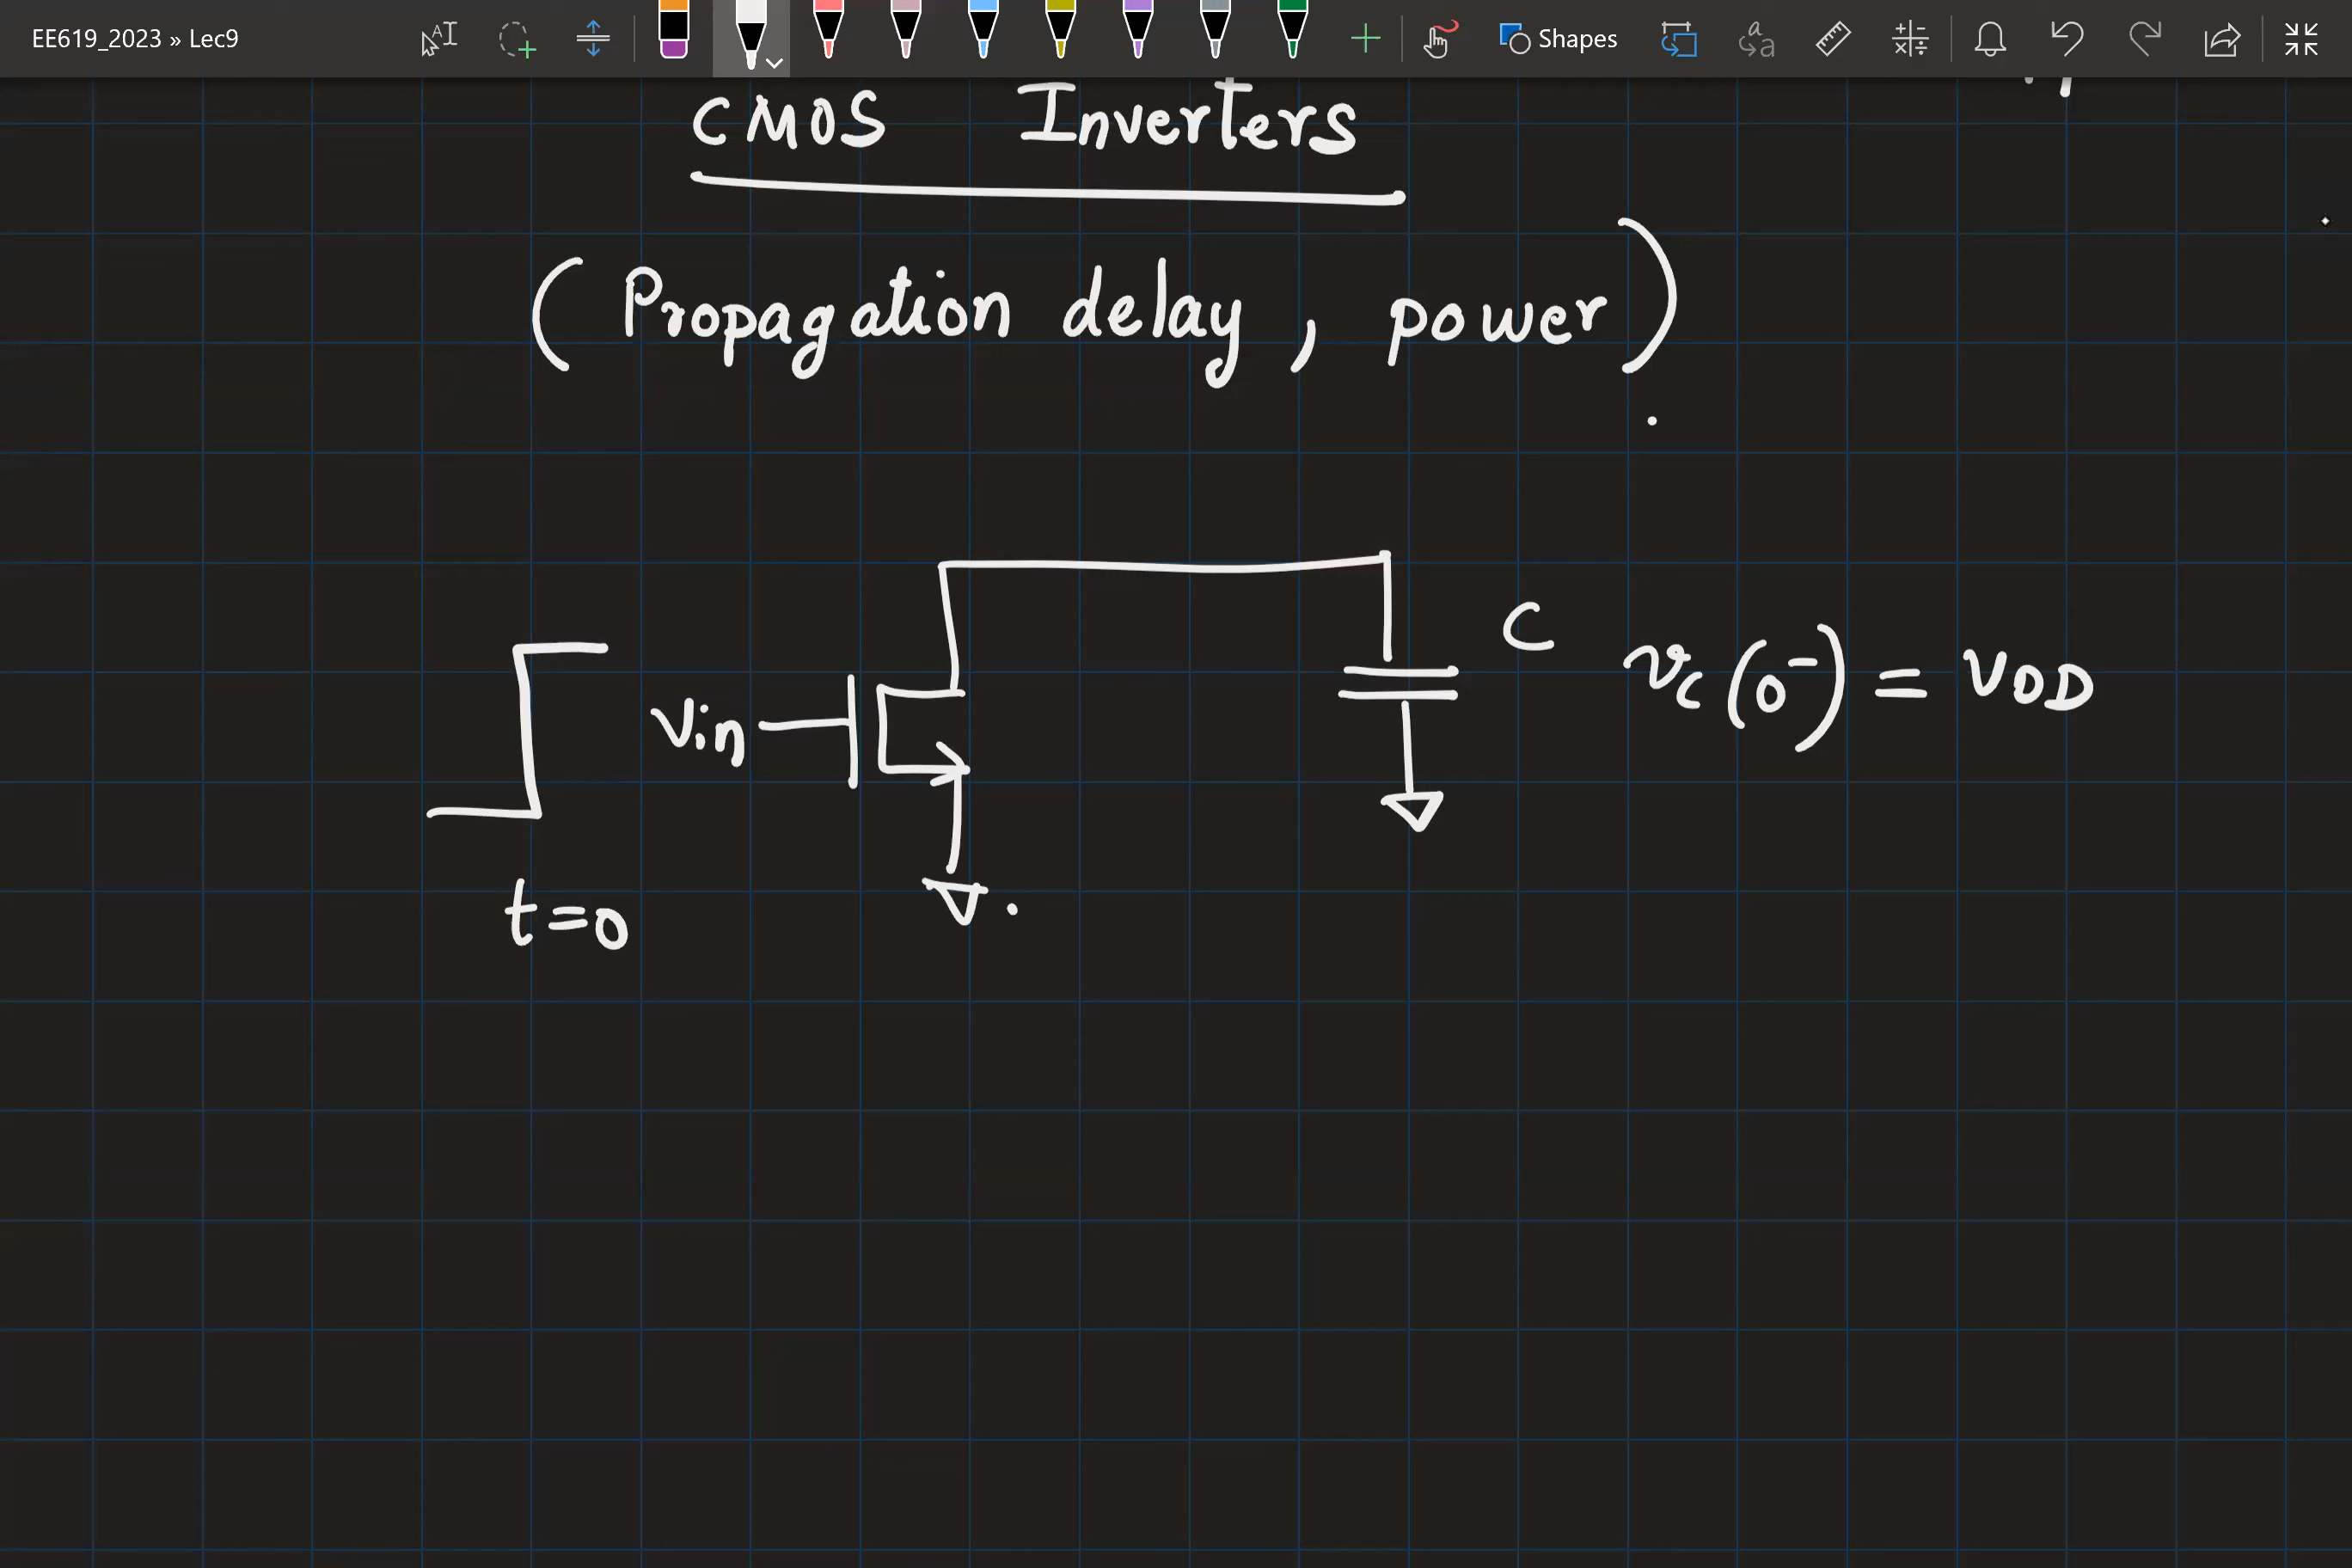 EE619_2023 » Lec9
Shapes
CMOS Inverters
(Propagation delay, power)
C
Vin
vc(0-) = VDD
t=0